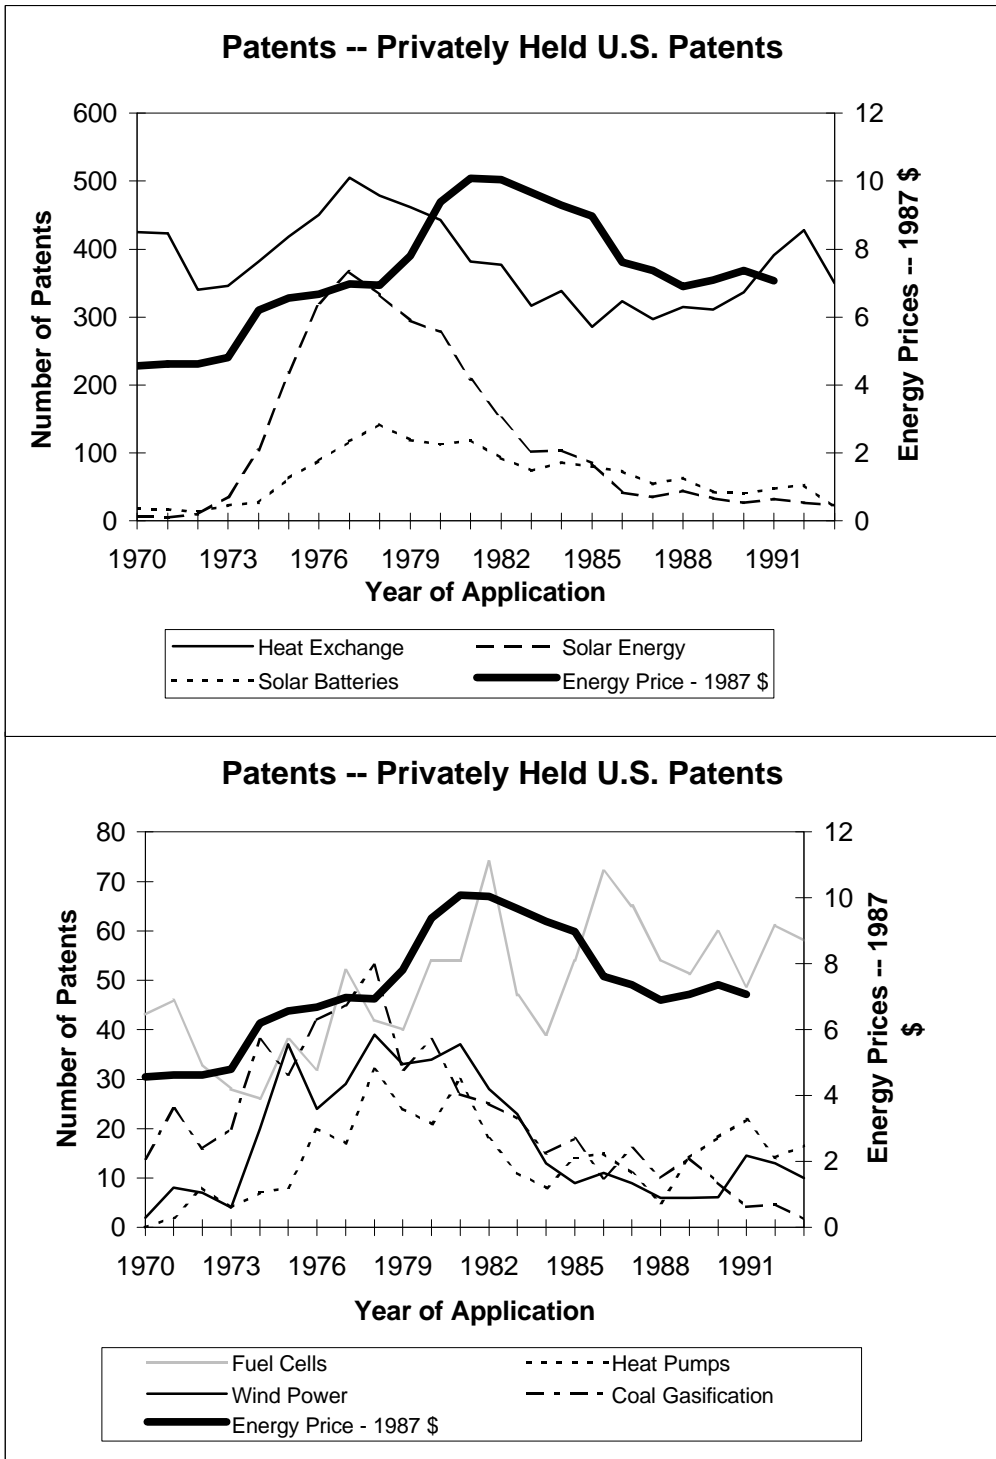 Patents -- Privately Held U.S. Patents
600
500
400
300
200
100
0
12
10
8
6
4
2
0
Number of Patents
Energy Prices -- 1987 $
1970 1973 1976 1979 1982 1985 1988 1991
Year of Application
Heat Exchange Solar Energy
Solar Batteries Energy Price - 1987 $
Patents -- Privately Held U.S. Patents
80
70
60
50
40
30
20
10
0
12
10
8
6
4
2
0
Number of Patents
Energy Prices -- 1987
$
1970 1973 1976 1979 1982 1985 1988 1991
Year of Application
Fuel Cells Heat Pumps
Wind Power Coal Gasification
Energy Price - 1987 $